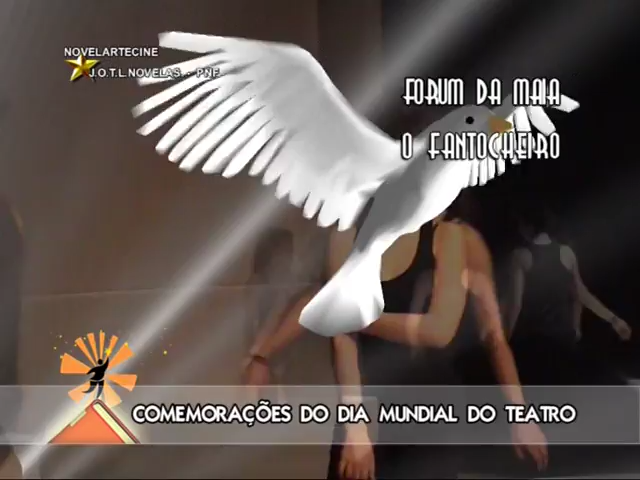 NOVELARTECINE
J.O.T.L.NOVELAS - PNF
FORUM DA MAIA
O FANTOCHEIRO
COMEMORAÇÕES DO DIA MUNDIAL DO TEATRO